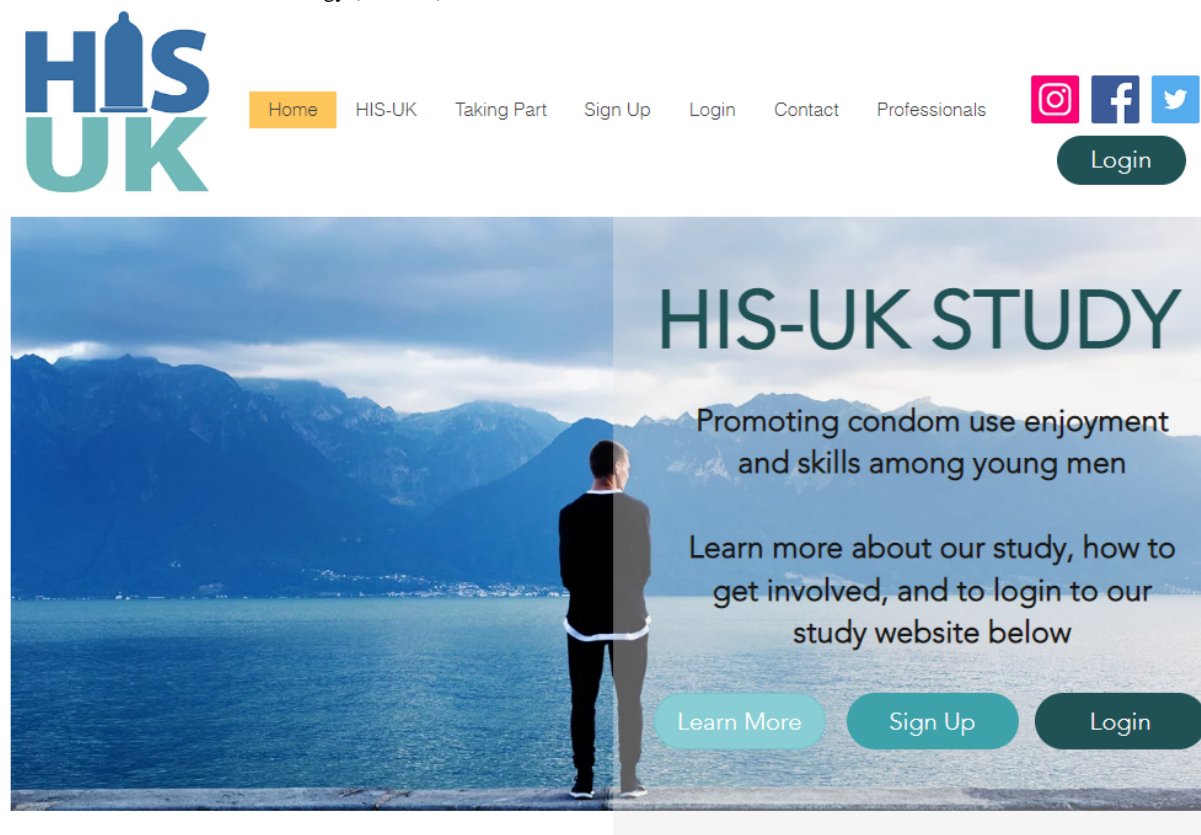 HIS
UK
Home HIS-UK Taking Part Sign Up Login Contact Professionals
Login
HIS-UK STUDY
Promoting condom use enjoyment
and skills among young men
Learn more about our study, how to
get involved, and to login to our
study website below
Learn More Sign Up Login